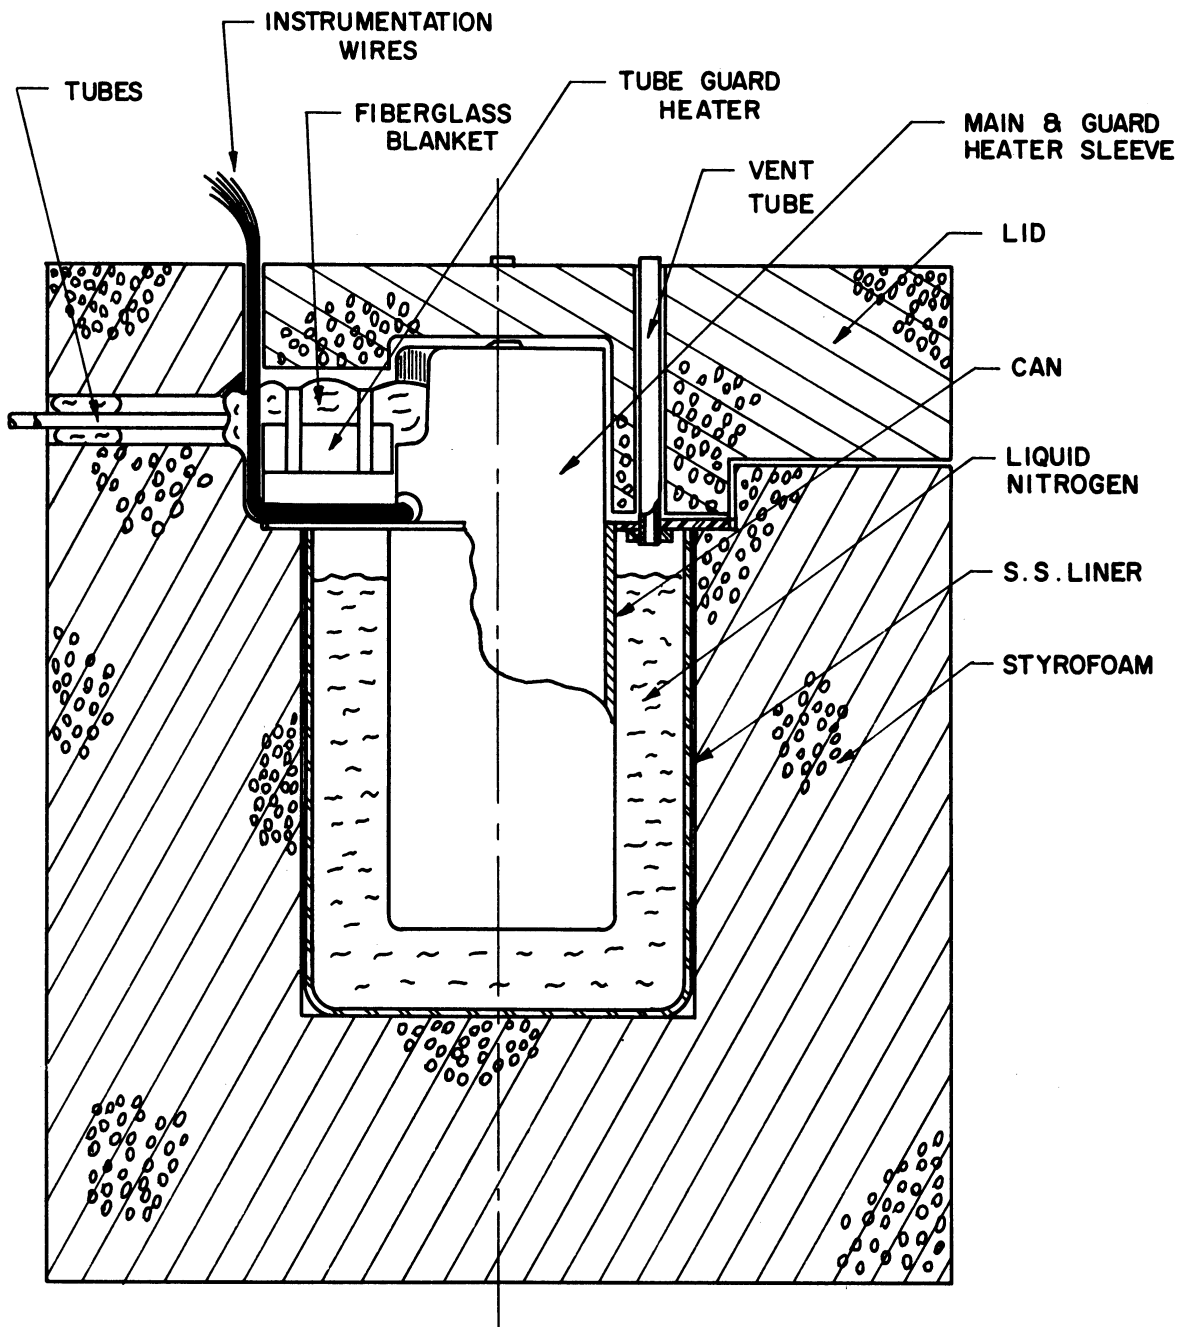 INSTRUMENTATION
WIRES
TUBES
FIBERGLASS
BLANKET
TUBE GUARD
HEATER
MAIN & GUARD
HEATER SLEEVE
VENT
TUBE
LID
CAN
LIQUID
NITROGEN
S.S. LINER
STYROFOAM